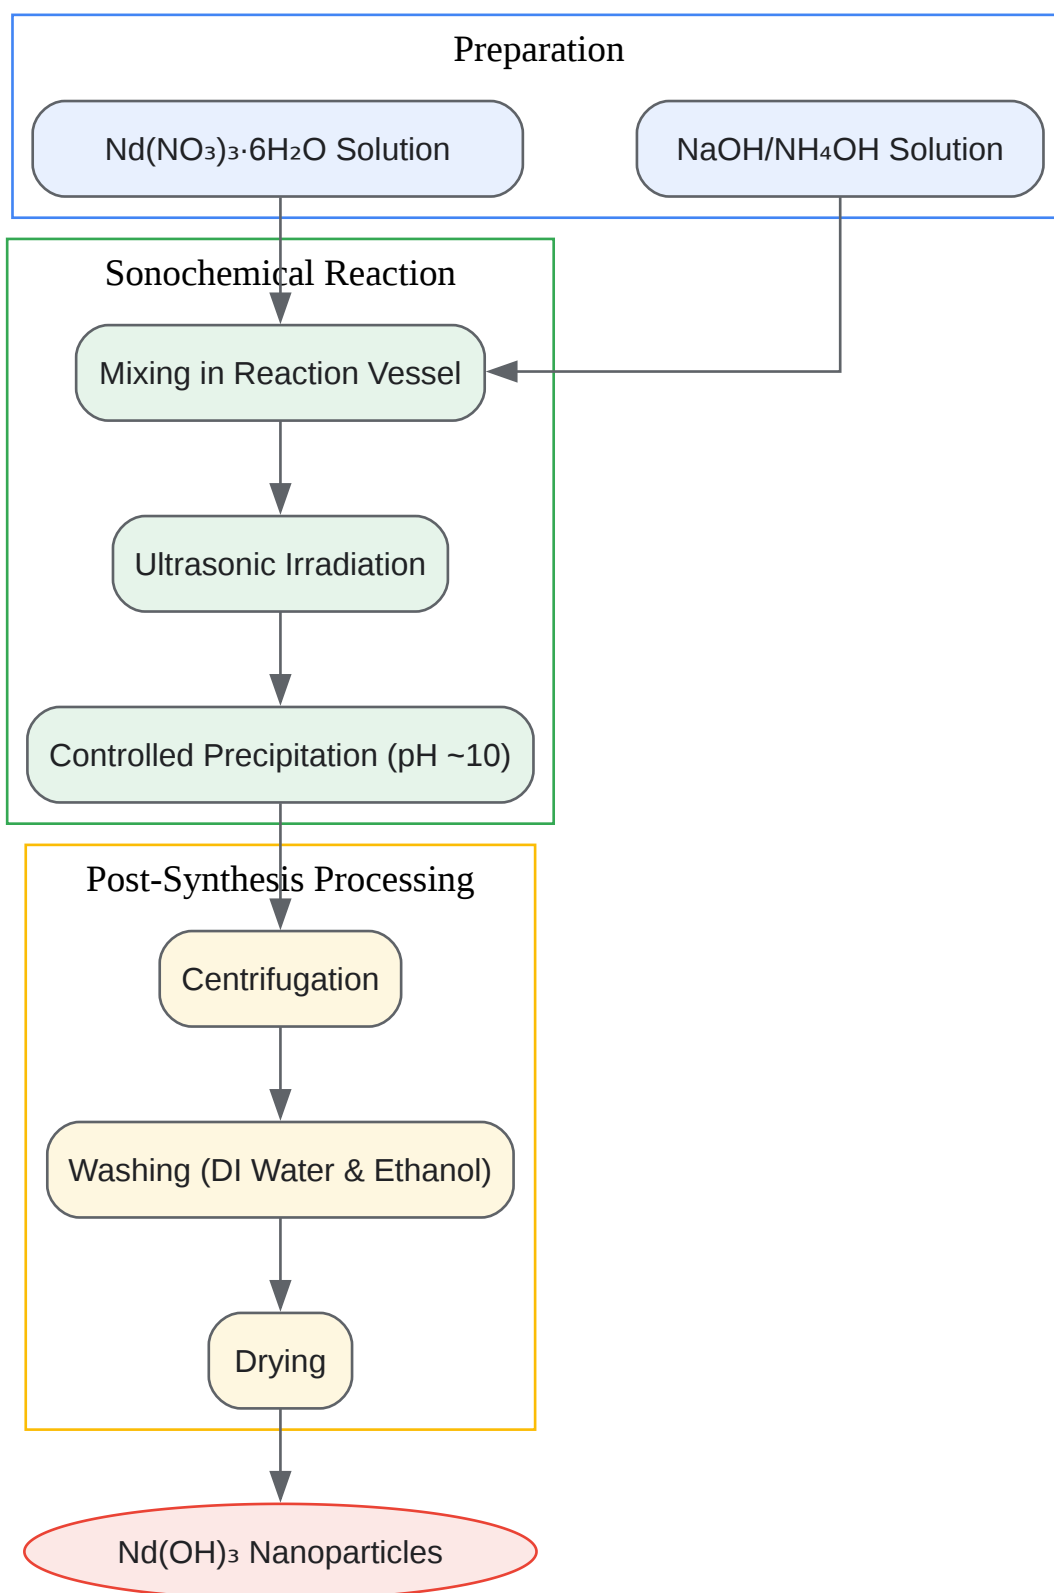 Preparation
Nd(NO₃)₃·6H₂O Solution
NaOH/NH₄OH Solution
Sonochemical Reaction
Mixing in Reaction Vessel
Ultrasonic Irradiation
Controlled Precipitation (pH ~10)
Post-Synthesis Processing
Centrifugation
Washing (DI Water & Ethanol)
Drying
Nd(OH)₃ Nanoparticles